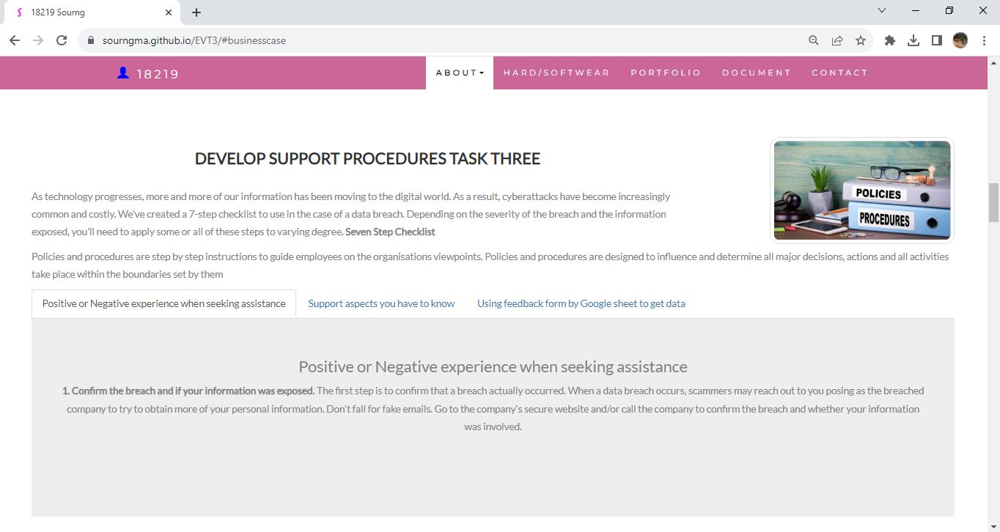 18219 Sourng
sourngma.github.io/EVT3/#businesscase
18219
ABOUT HARD/SOFTWEAR PORTFOLIO DOCUMENT CONTACT
DEVELOP SUPPORT PROCEDURES TASK THREE
As technology progresses, more and more of our information has been moving to the digital world. As a result, cyberattacks have become increasingly
common and costly. We've created a 7-step checklist to use in the case of a data breach. Depending on the severity of the breach and the information
exposed, you'll need to apply some or all of these steps to varying degree. Seven Step Checklist
POLICIES
PROCEDURES
Policies and procedures are step by step instructions to guide employees on the organisations viewpoints. Policies and procedures are designed to influence and determine all major decisions, actions and all activities
take place within the boundaries set by them
Positive or Negative experience when seeking assistance Support aspects you have to know Using feedback form by Google sheet to get data
Positive or Negative experience when seeking assistance
1. Confirm the breach and if your information was exposed. The first step is to confirm that a breach actually occurred. When a data breach occurs, scammers may reach out to you posing as the breached
company to try to obtain more of your personal information. Don't fall for fake emails. Go to the company's secure website and/or call the company to confirm the breach and whether your information
was involved.